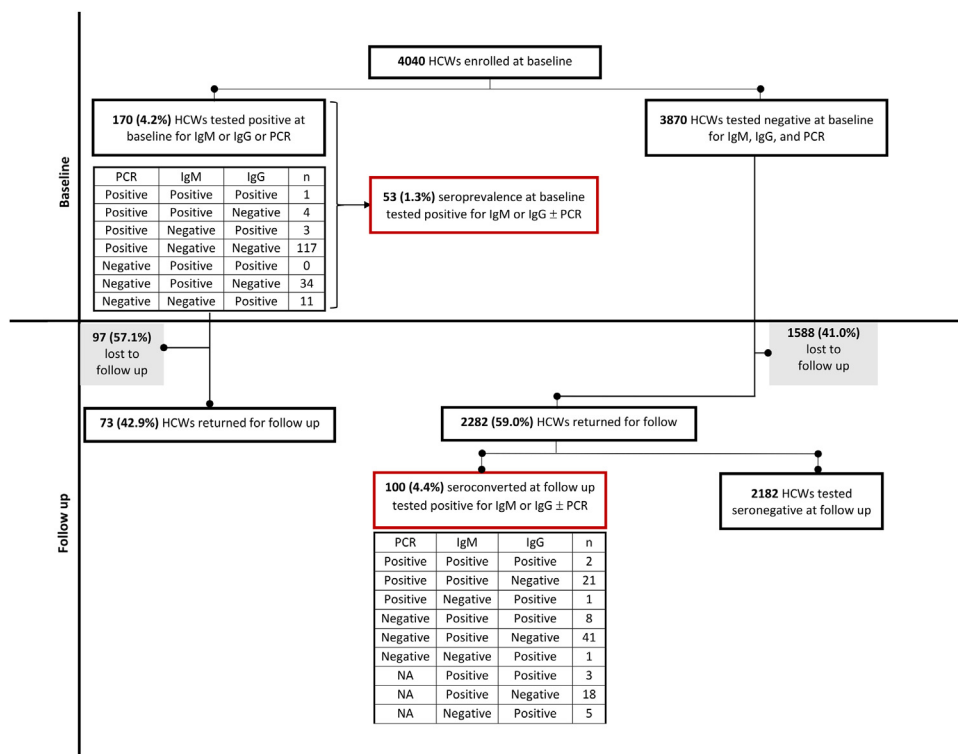 4040 HCWs enrolled at baseline
170 (4.2%) HCWs tested positive at
baseline for IgM or IgG or PCR
3870 HCWs tested negative at baseline
for IgM, IgG, and PCR
Baseline
PCR IgM IgG n
Positive Positive Positive 1
Positive Positive Negative 4
Positive Negative Positive 3
Positive Negative Negative 117
Negative Positive Positive 0
Negative Positive Negative 34
Negative Negative Positive 11
53 (1.3%) seroprevalence at baseline
tested positive for IgM or IgG ± PCR
97 (57.1%)
lost to
follow up
1588 (41.0%)
lost to
follow up
Follow up
73 (42.9%) HCWs returned for follow up
2282 (59.0%) HCWs returned for follow
100 (4.4%) seroconverted at follow up
tested positive for IgM or IgG ± PCR
2182 HCWs tested
seronegative at follow up
PCR IgM IgG n
Positive Positive Positive 2
Positive Positive Negative 21
Positive Negative Positive 1
Negative Positive Positive 8
Negative Positive Negative 41
Negative Negative Positive 1
NA Positive Positive 3
NA Positive Negative 18
NA Negative Positive 5